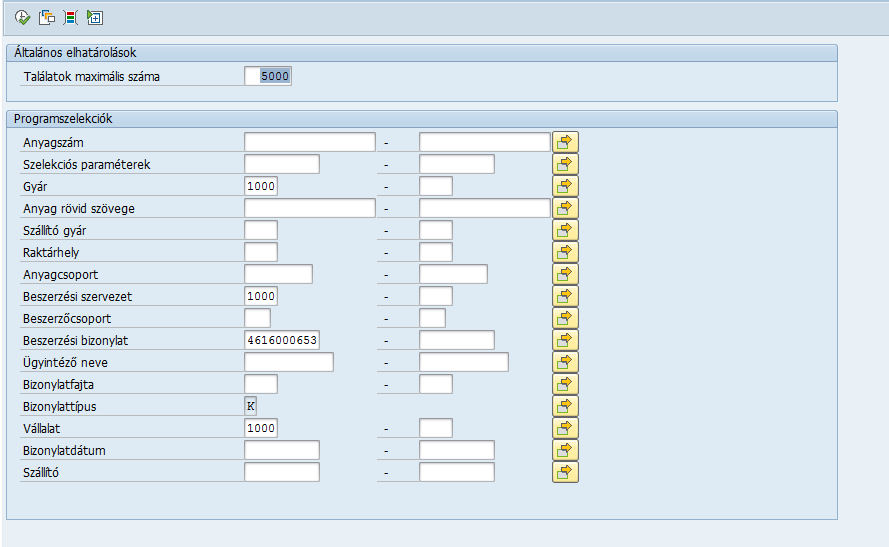 Általános elhatárolások
Találatok maximális száma 5000
Programszelekciók
Anyagszám -
Szelekciós paraméterek -
Gyár 1000 -
Anyag rövid szövege -
Szállító gyár -
Raktárhely -
Anyagcsoport -
Beszerzési szervezet 1000 -
Beszerzőcsoport -
Beszerzési bizonylat 4616000653 -
Ügyintéző neve -
Bizonylatfajta -
Bizonylattípus K
Vállalat 1000 -
Bizonylatdátum -
Szállító -